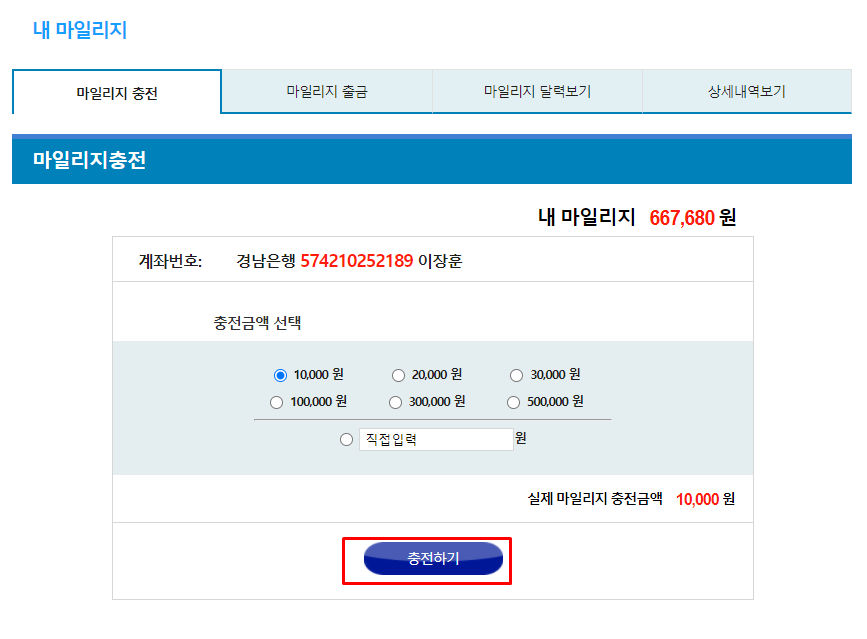 내 마일리지
마일리지 충전 마일리지 출금 마일리지 달력보기 상세내역보기
마일리지충전
내 마일리지 667,680 원
계좌번호: 경남은행 574210252189 이장훈
충전금액 선택
10,000 원 20,000 원 30,000 원
100,000 원 300,000 원 500,000 원
직접입력 원
실제 마일리지 충전금액 10,000 원
충전하기